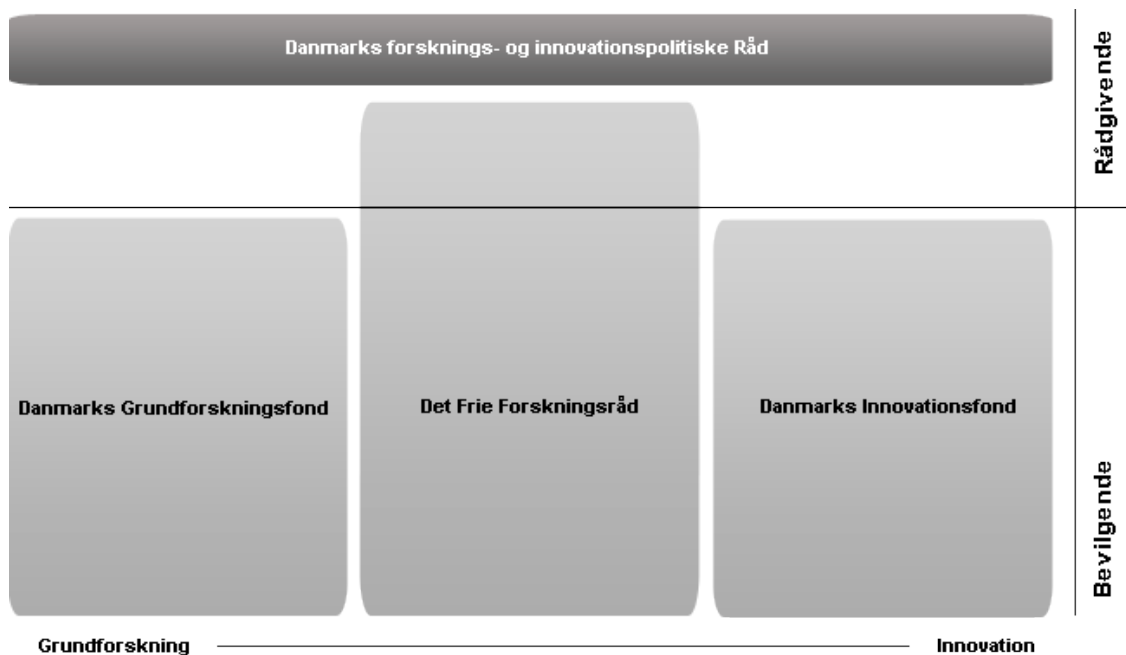 Danmarks forsknings- og innovationspolitiske Råd
Rådgivende
Danmarks Grundforskningsfond
Det Frie Forskningsråd
Danmarks Innovationsfond
Bevilgende
Grundforskning
Innovation